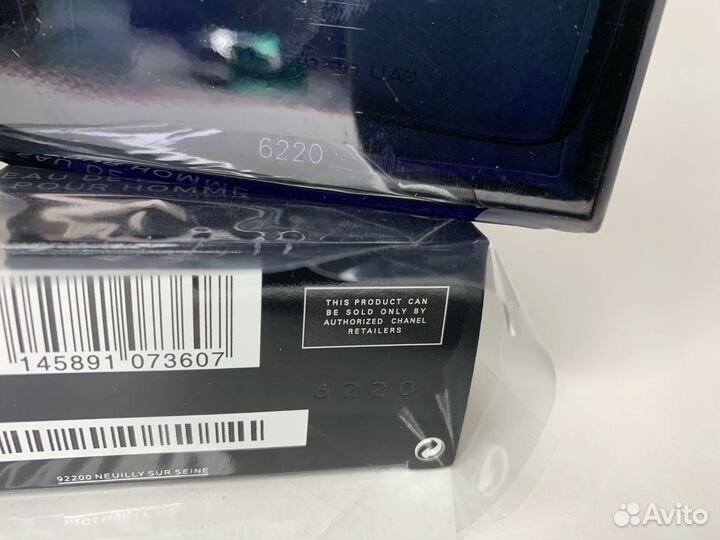 6220
EAU DE
POUR HOMME
THIS PRODUCT CAN
BE SOLD ONLY BY
AUTHORIZED CHANEL
RETAILERS
145891 073607
6220
92200 NEUILLY SUR SEINE
Avito